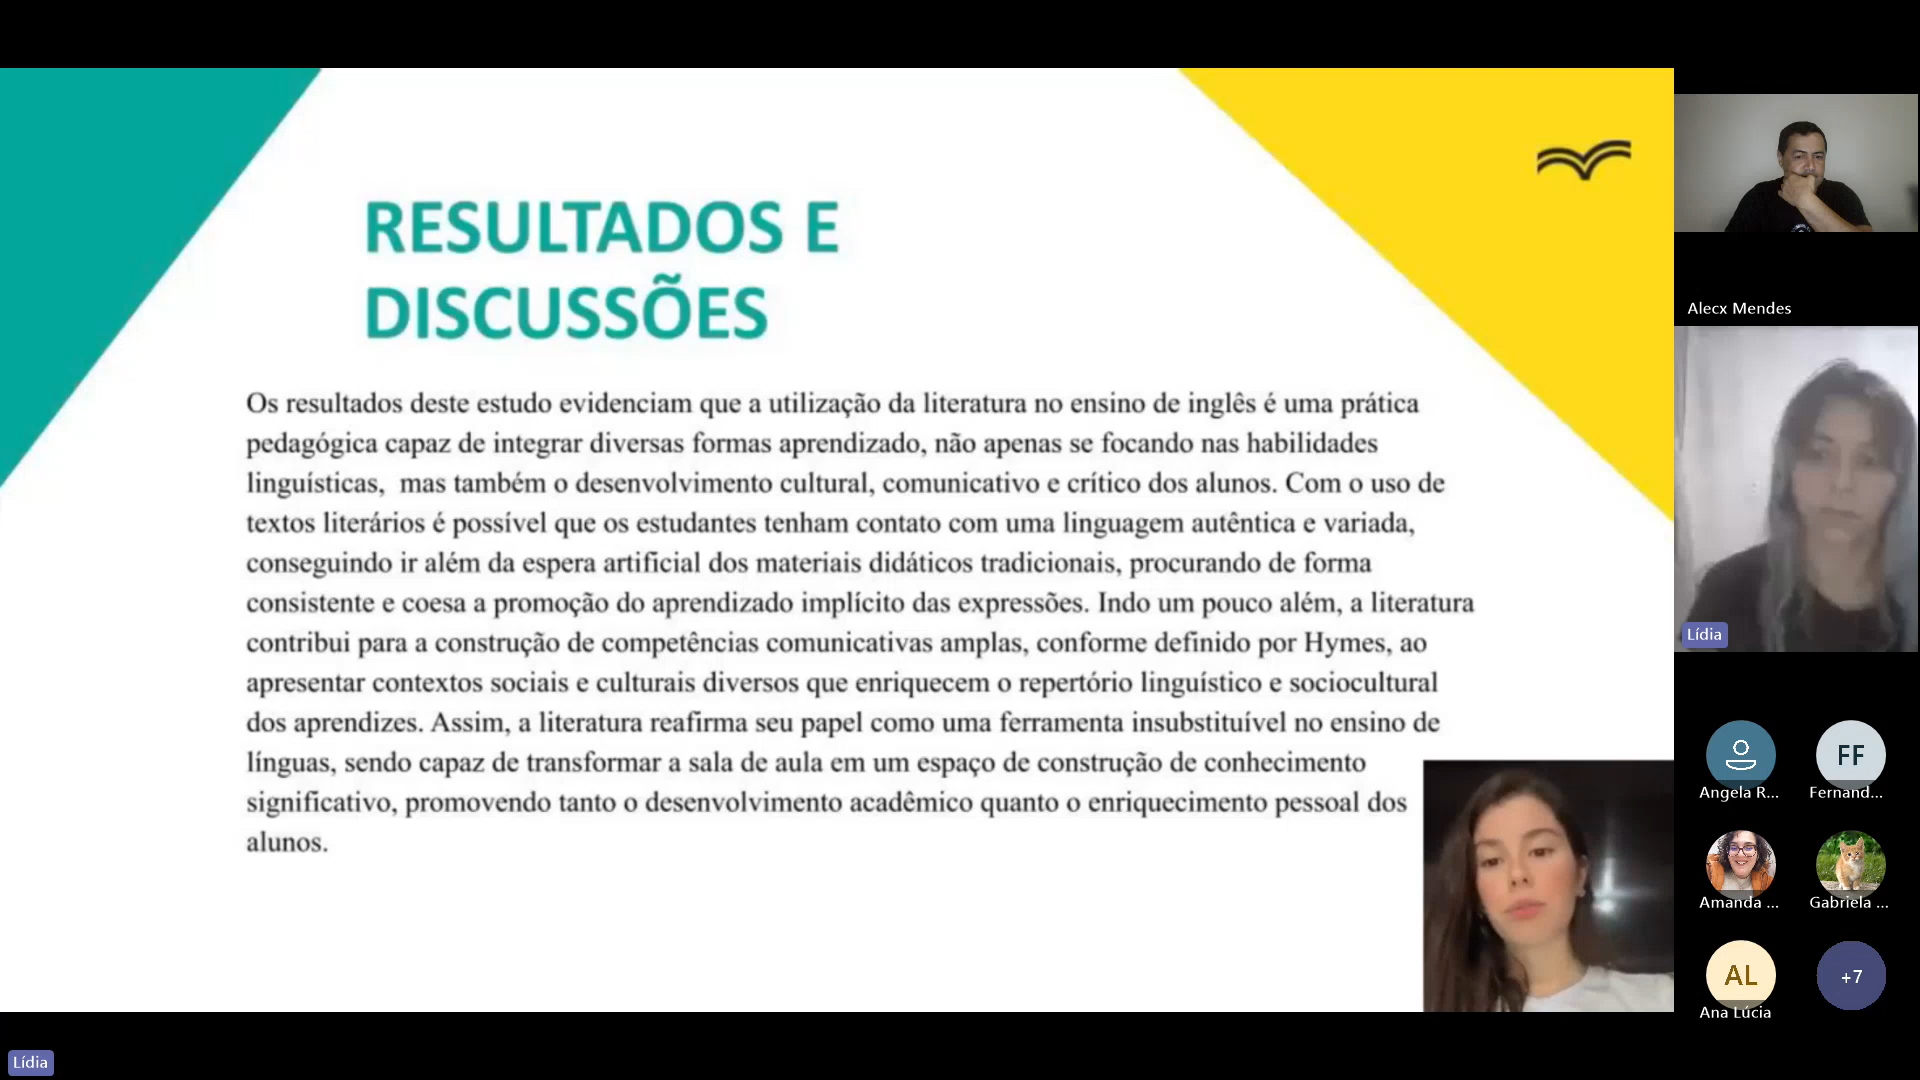 RESULTADOS E
DISCUSSÕES
Os resultados deste estudo evidenciam que a utilização da literatura no ensino de inglês é uma prática
pedagógica capaz de integrar diversas formas aprendizado, não apenas se focando nas habilidades
linguísticas,  mas também o desenvolvimento cultural, comunicativo e crítico dos alunos. Com o uso de
textos literários é possível que os estudantes tenham contato com uma linguagem autêntica e variada,
conseguindo ir além da espera artificial dos materiais didáticos tradicionais, procurando de forma
consistente e coesa a promoção do aprendizado implícito das expressões. Indo um pouco além, a literatura
contribui para a construção de competências comunicativas amplas, conforme definido por Hymes, ao
apresentar contextos sociais e culturais diversos que enriquecem o repertório linguístico e sociocultural
dos aprendizes. Assim, a literatura reafirma seu papel como uma ferramenta insubstituível no ensino de
línguas, sendo capaz de transformar a sala de aula em um espaço de construção de conhecimento
significativo, promovendo tanto o desenvolvimento acadêmico quanto o enriquecimento pessoal dos
alunos.
Alecx Mendes
Lídia
FF
Angela R...
Fernand...
Amanda ...
Gabriela ...
AL
+7
Ana Lúcia
Lídia